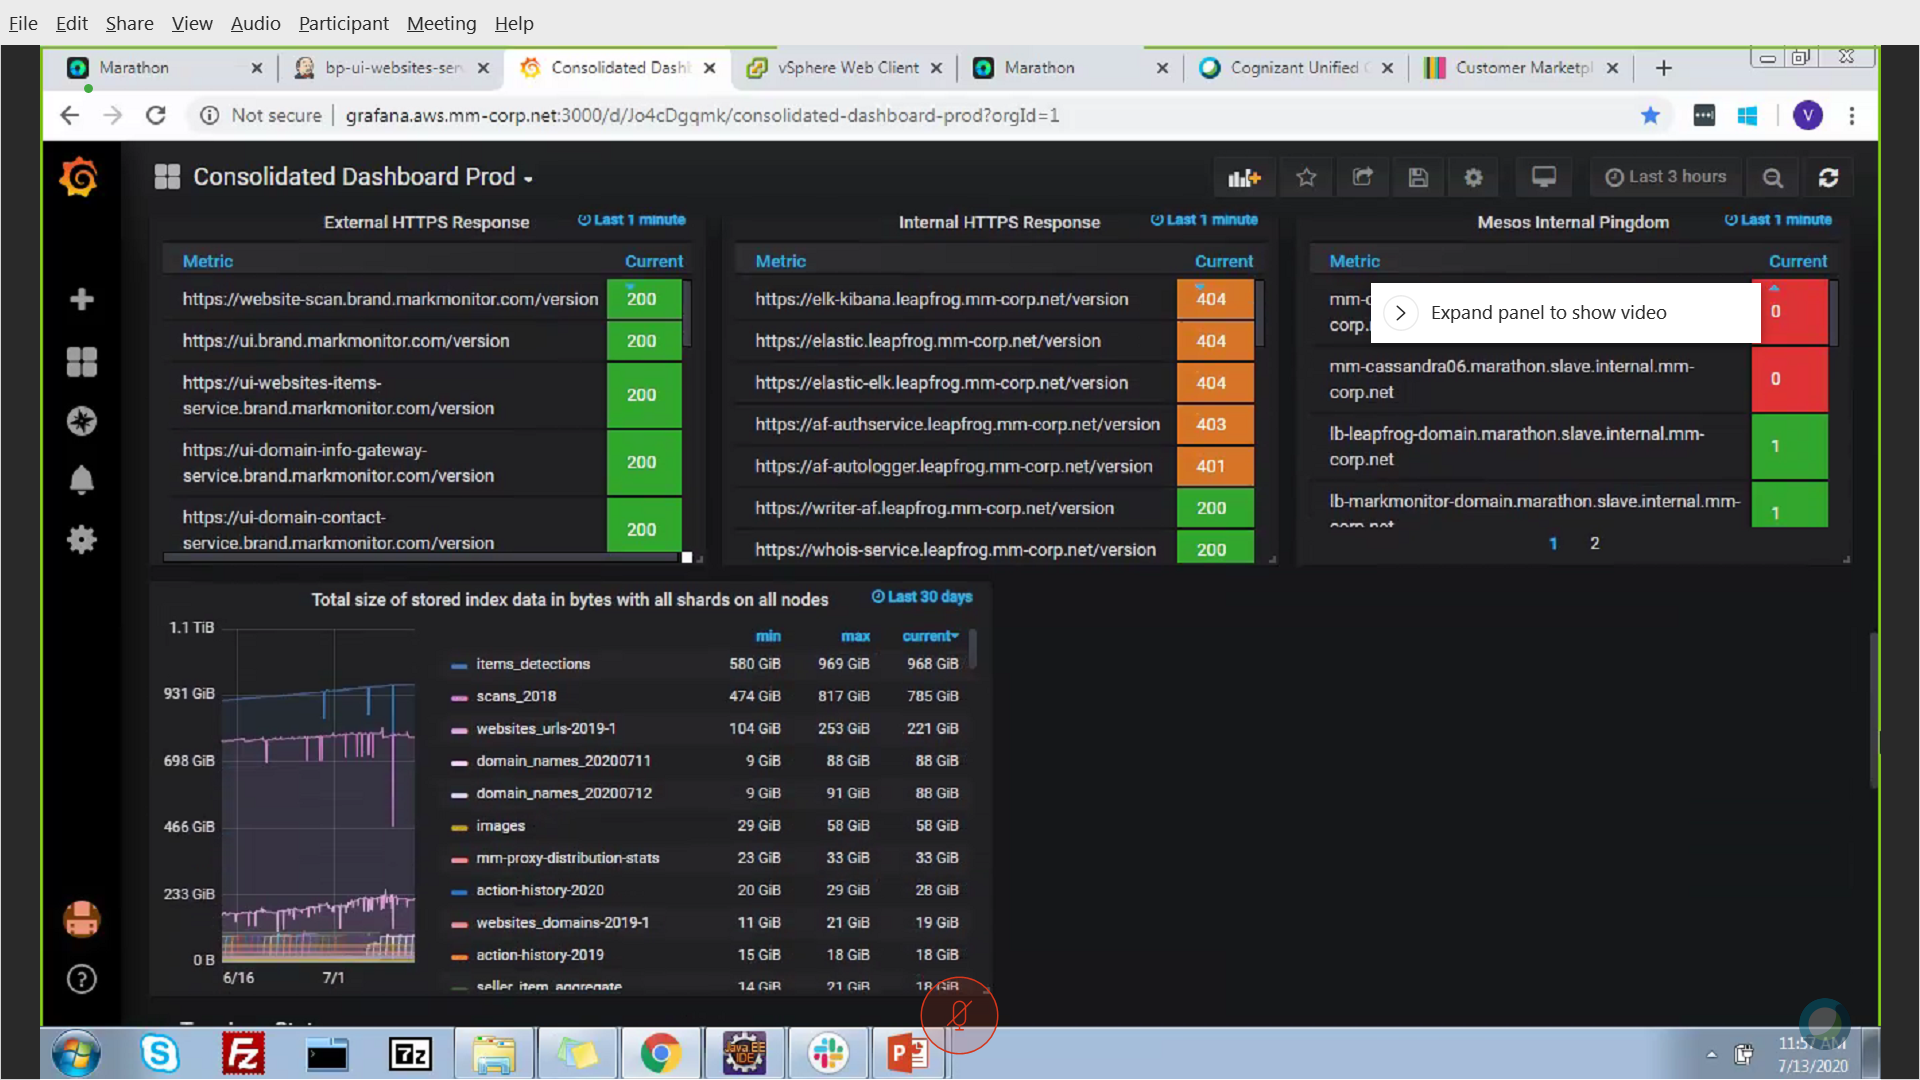 File Edit Share View Audio Participant Meeting Help
Marathon
bp-ui-websites-ser
Consolidated Dash
vSphere Web Client
Marathon
Cognizant Unified
Customer Marketpl
Not secure | grafana.aws.mm-corp.net:3000/d/Jo4cDgqmk/consolidated-dashboard-prod?orgId=1
V
Consolidated Dashboard Prod
Last 3 hours
External HTTPS Response Last 1 minute
Metric Current
https://website-scan.brand.markmonitor.com/version 200
https://ui.brand.markmonitor.com/version 200
https://ui-websites-items-
service.brand.markmonitor.com/version 200
https://ui-domain-info-gateway-
service.brand.markmonitor.com/version 200
https://ui-domain-contact-
service.brand.markmonitor.com/version 200
Internal HTTPS Response Last 1 minute
Metric Current
https://elk-kibana.leapfrog.mm-corp.net/version 404
https://elastic.leapfrog.mm-corp.net/version 404
https://elastic-elk.leapfrog.mm-corp.net/version 404
https://af-authservice.leapfrog.mm-corp.net/version 403
https://af-autologger.leapfrog.mm-corp.net/version 401
https://writer-af.leapfrog.mm-corp.net/version 200
https://whois-service.leapfrog.mm-corp.net/version 200
Mesos Internal Pingdom Last 1 minute
Metric Current
mm-c
corp. 0
Expand panel to show video
mm-cassandra06.marathon.slave.internal.mm-
corp.net 0
lb-leapfrog-domain.marathon.slave.internal.mm-
corp.net 1
lb-markmonitor-domain.marathon.slave.internal.mm-
corp.net 1
1 2
Total size of stored index data in bytes with all shards on all nodes Last 30 days
1.1 TiB
931 GiB
698 GiB
466 GiB
233 GiB
0 B
6/16 7/1
min max current
items_detections 580 GiB 969 GiB 968 GiB
scans_2018 474 GiB 817 GiB 785 GiB
websites_urls-2019-1 104 GiB 253 GiB 221 GiB
domain_names_20200711 9 GiB 88 GiB 88 GiB
domain_names_20200712 9 GiB 91 GiB 88 GiB
images 29 GiB 58 GiB 58 GiB
mm-proxy-distribution-stats 23 GiB 33 GiB 33 GiB
action-history-2020 20 GiB 29 GiB 28 GiB
websites_domains-2019-1 11 GiB 21 GiB 19 GiB
action-history-2019 15 GiB 18 GiB 18 GiB
seller_item_aggregate 14 GiB 21 GiB 18 GiB
Java EE
IDE
11:57 AM
7/13/2020